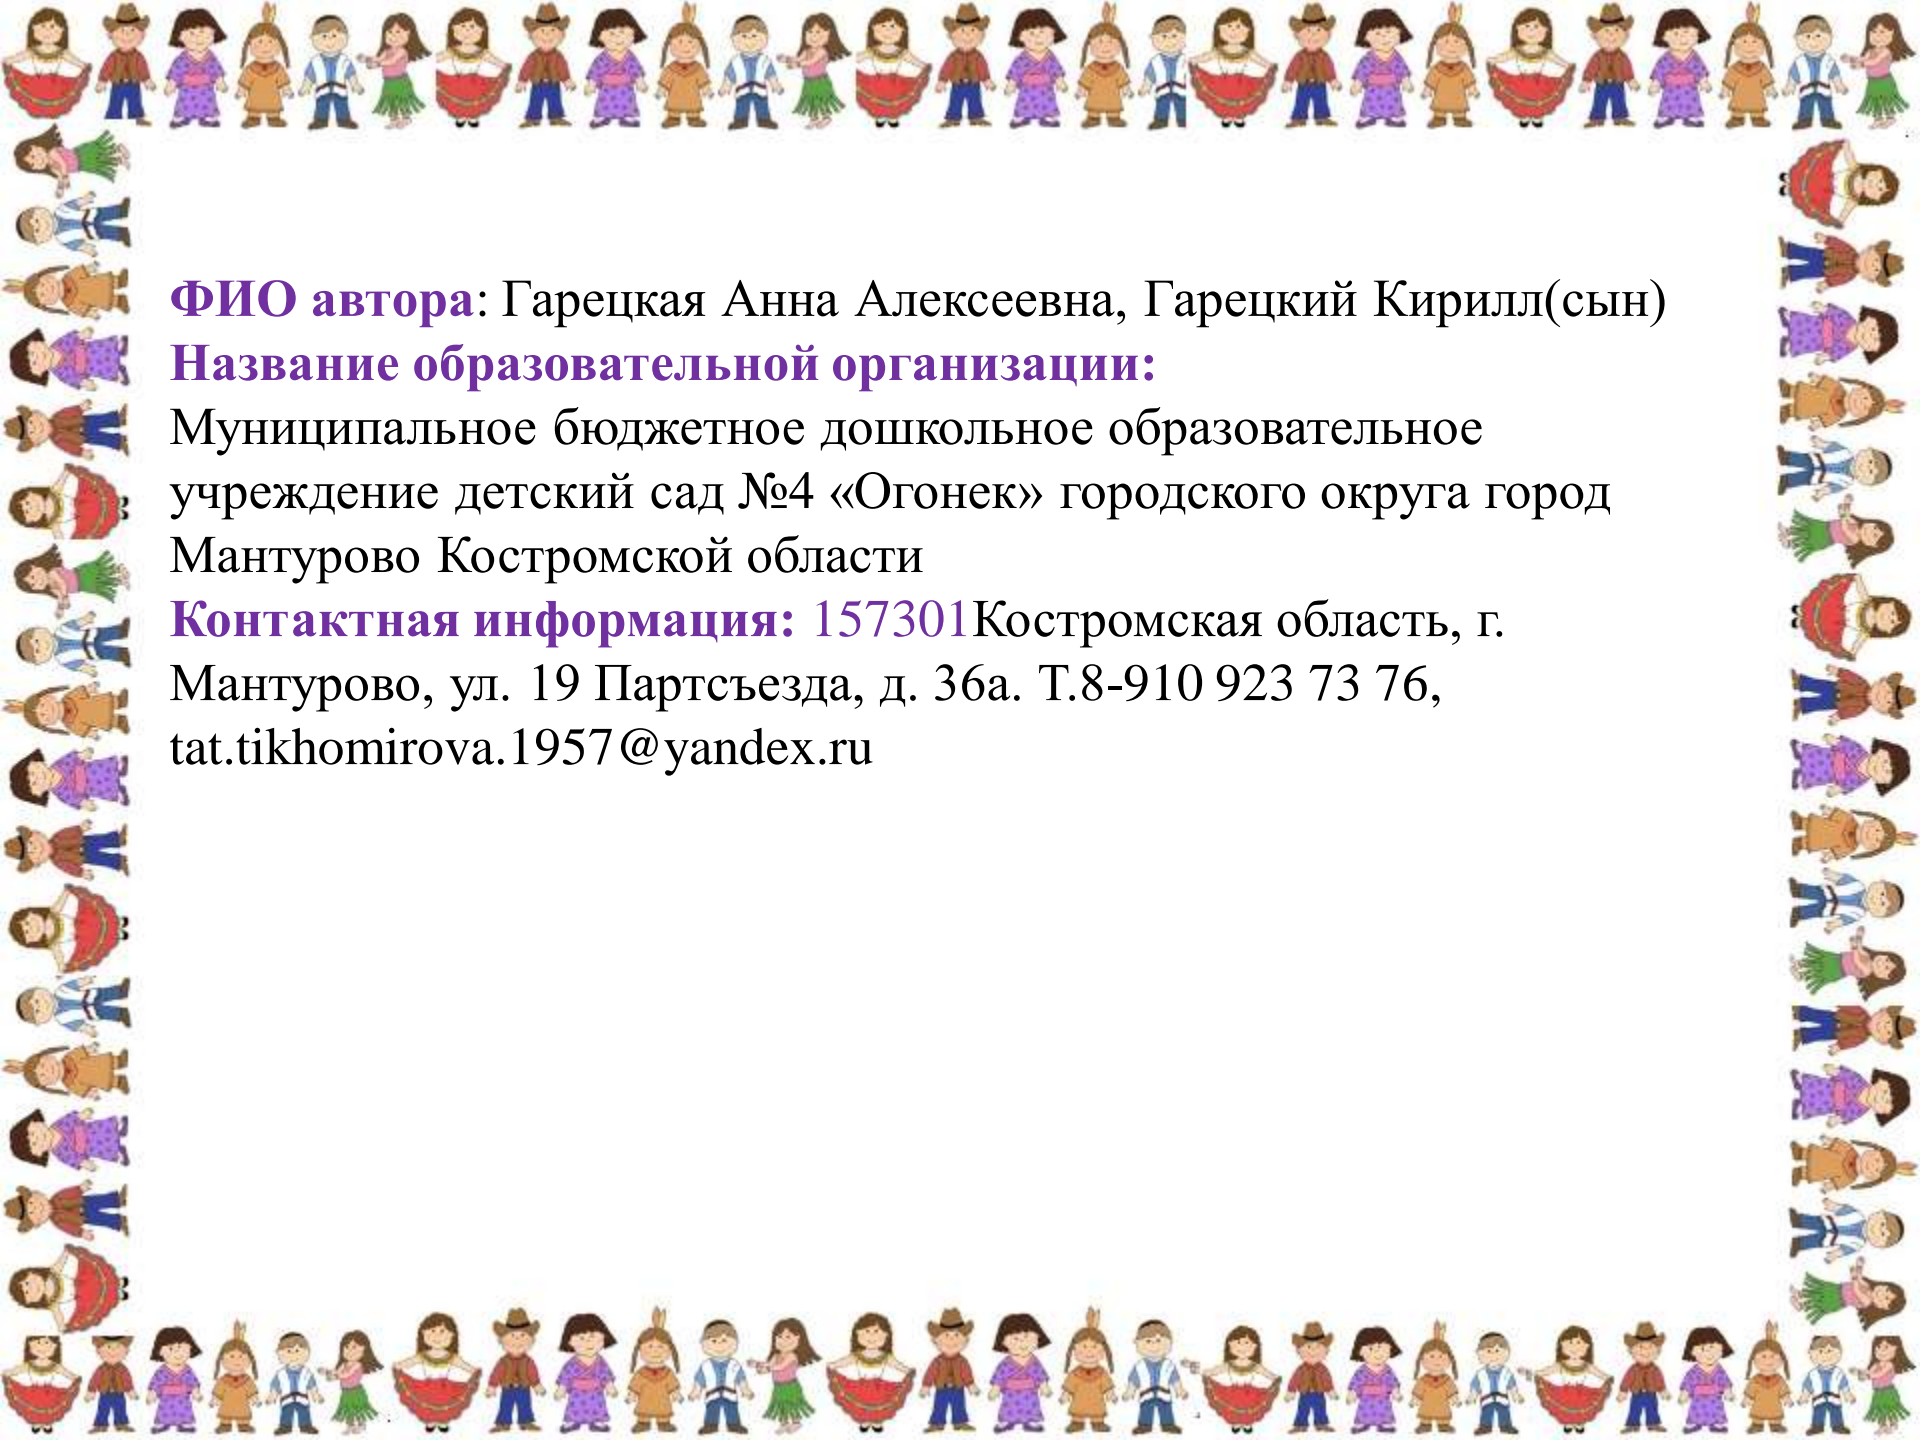 ФИО автора: Гарецкая Анна Алексеевна, Гарецкий Кирилл(сын)
Название образовательной организации:
Муниципальное бюджетное дошкольное образовательное
учреждение детский сад №4 «Огонек» городского округа город
Мантурово Костромской области
Контактная информация: 157301Костромская область, г.
Мантурово, ул. 19 Партсъезда, д. 36а. Т.8-910 923 73 76,
tat.tikhomirova.1957@yandex.ru